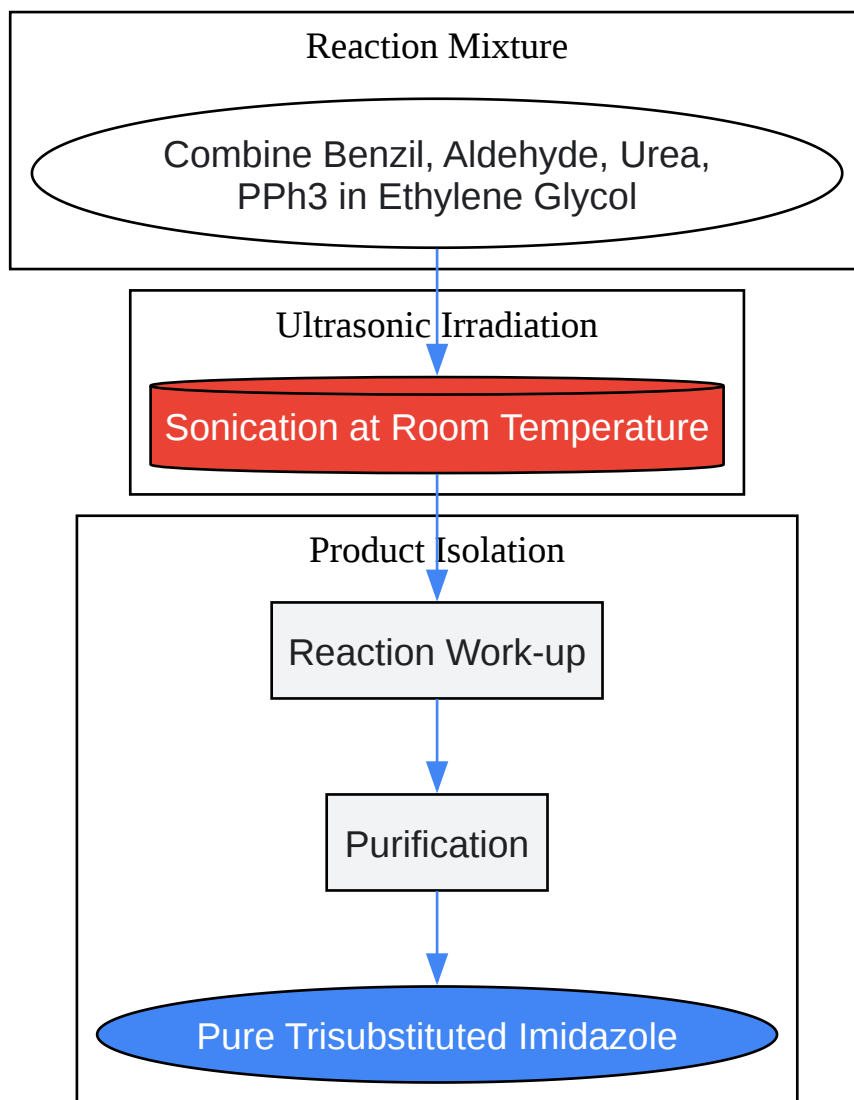 Reaction Mixture
Combine Benzil, Aldehyde, Urea,
PPh3 in Ethylene Glycol
Ultrasonic Irradiation
Sonication at Room Temperature
Product Isolation
Reaction Work-up
Purification
Pure Trisubstituted Imidazole